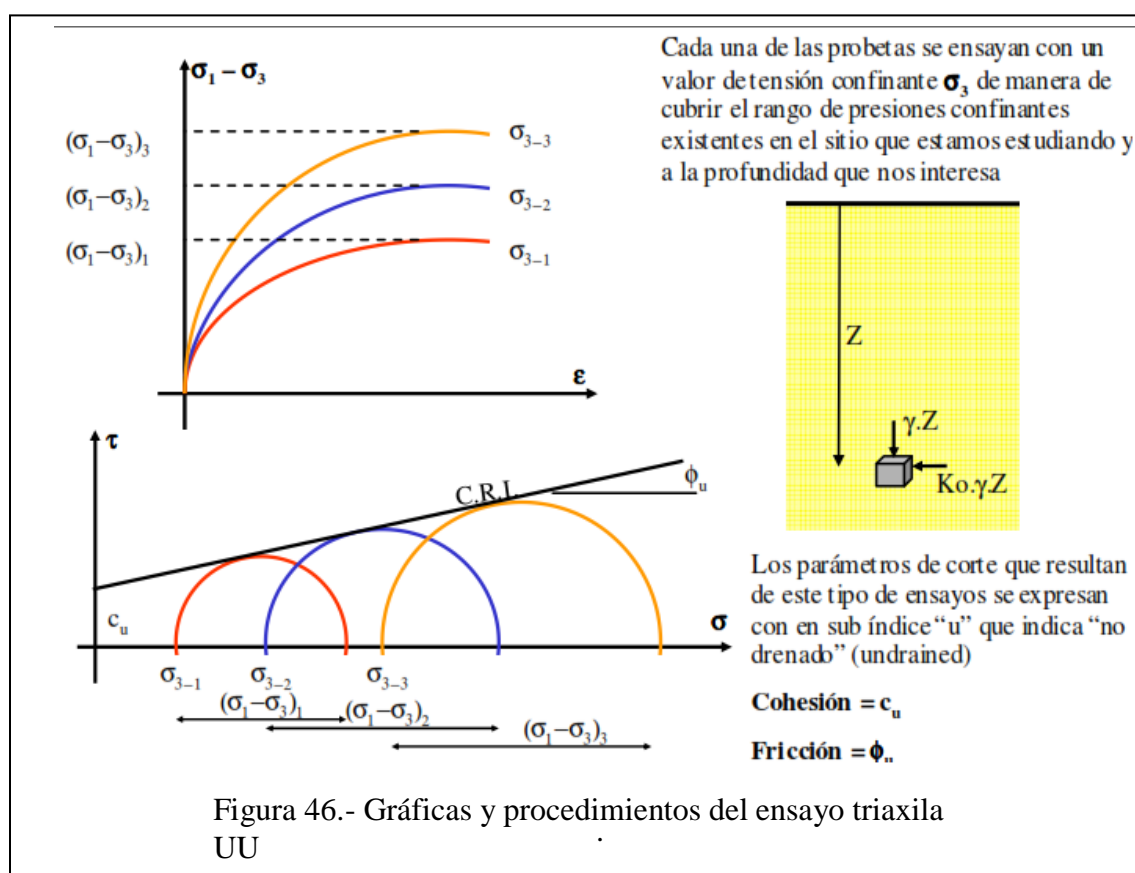 σ₁ – σ₃
(σ₁–σ₃)₃
(σ₁–σ₃)₂
(σ₁–σ₃)₁
σ₃₋₃
σ₃₋₂
σ₃₋₁
ε
Cada una de las probetas se ensayan con un
valor de tensión confinante σ₃ de manera de
cubrir el rango de presiones confinantes
existentes en el sitio que estamos estudiando y
a la profundidad que nos interesa
Z
γ.Z
Ko.γ.Z
τ
C.R.I.
ϕᵤ
cᵤ
σ
σ₃₋₁
σ₃₋₂
σ₃₋₃
(σ₁–σ₃)₁
(σ₁–σ₃)₂
(σ₁–σ₃)₃
Los parámetros de corte que resultan
de este tipo de ensayos se expresan
con en sub índice “u” que indica “no
drenado” (undrained)
Cohesión = cᵤ
Fricción = ϕᵤ
Figura 46.- Gráficas y procedimientos del ensayo triaxila
UU .